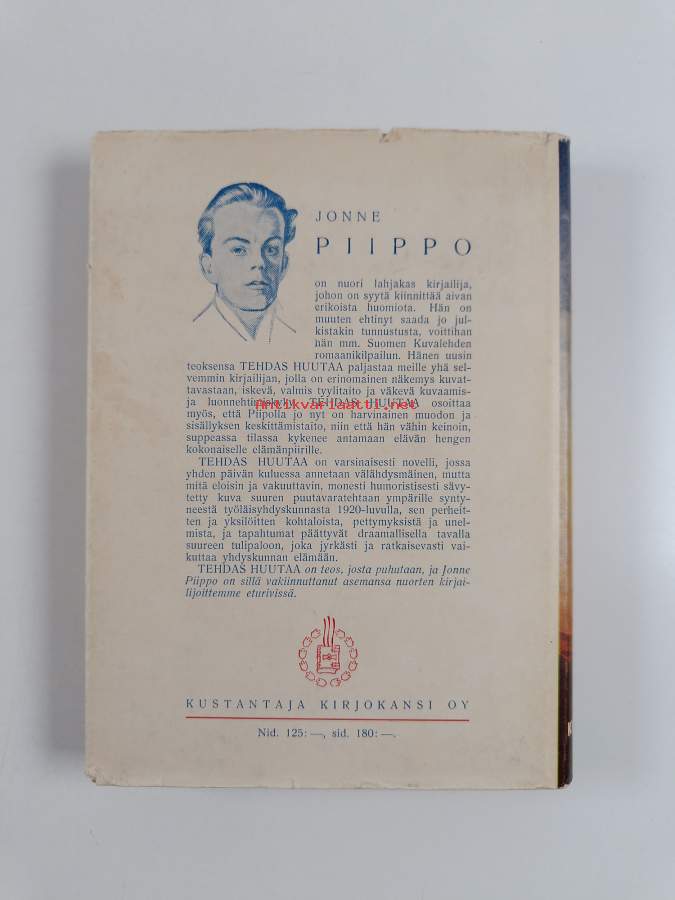 JONNE
PIIPPO
on nuori lahjakas kirjailija,
johon on syytä kiinnittää aivan
erikoista huomiota. Hän on
muuten ehtinyt saada jo jul-
kistakin tunnustusta, voittihan
hän mm. Suomen Kuvalehden
romaanikilpailun. Hänen uusin
teoksensa TEHDAS HUUTAA paljastaa meille yhä sel-
vemmin kirjailijan, jolla on erinomainen näkemys kuvat-
tavastaan, iskevä, valmis tyylitaito ja väkevä kuvaamis-
ja luonnehtimiskyky. TEHDAS HUUTAA osoittaa
antikvariaatti.net
myös, että Piipolla jo nyt on harvinainen muodon ja
sisällyksen keskittämistaito, niin että hän vähin keinoin,
suppeassa tilassa kykenee antamaan elävän hengen
kokonaiselle elämänpiirille.
TEHDAS HUUTAA on varsinaisesti novelli, jossa
yhden päivän kuluessa annetaan välähdysmäinen, mutta
mitä eloisin ja vakuuttavin, monesti humoristisesti sävy-
tetty kuva suuren puutavaratehtaan ympärille synty-
neestä työläisyhdyskunnasta 1920-luvulla, sen perheit-
ten ja yksilöitten kohtaloista, pettymyksistä ja unel-
mista, ja tapahtumat päättyvät draamallisella tavalla
suureen tulipaloon, joka jyrkästi ja ratkaisevasti vai-
kuttaa yhdyskunnan elämään.
TEHDAS HUUTAA on teos, josta puhutaan, ja Jonne
Piippo on sillä vakiinnuttanut asemansa nuorten kirjai-
lijoittemme eturivissä.
KUSTANTAJA KIRJOKANSI OY
Nid. 125:—, sid. 180:—.
K